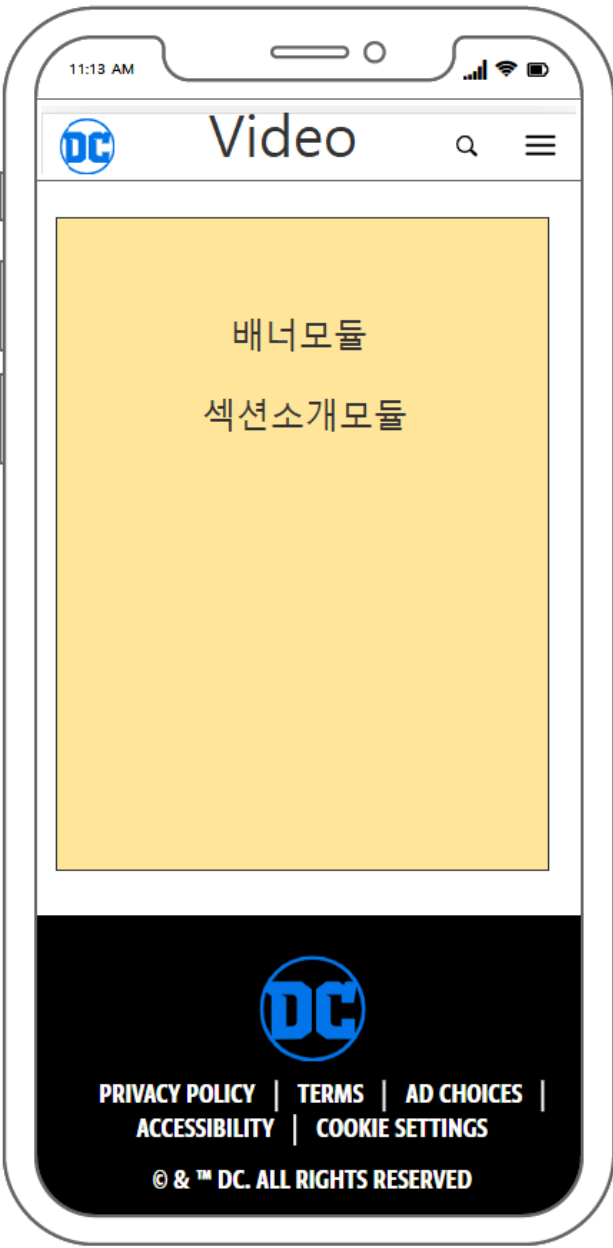 11:13 AM
DC Video
배너모듈
섹션소개모듈
DC
PRIVACY POLICY | TERMS | AD CHOICES |
ACCESSIBILITY | COOKIE SETTINGS
© & ™ DC. ALL RIGHTS RESERVED